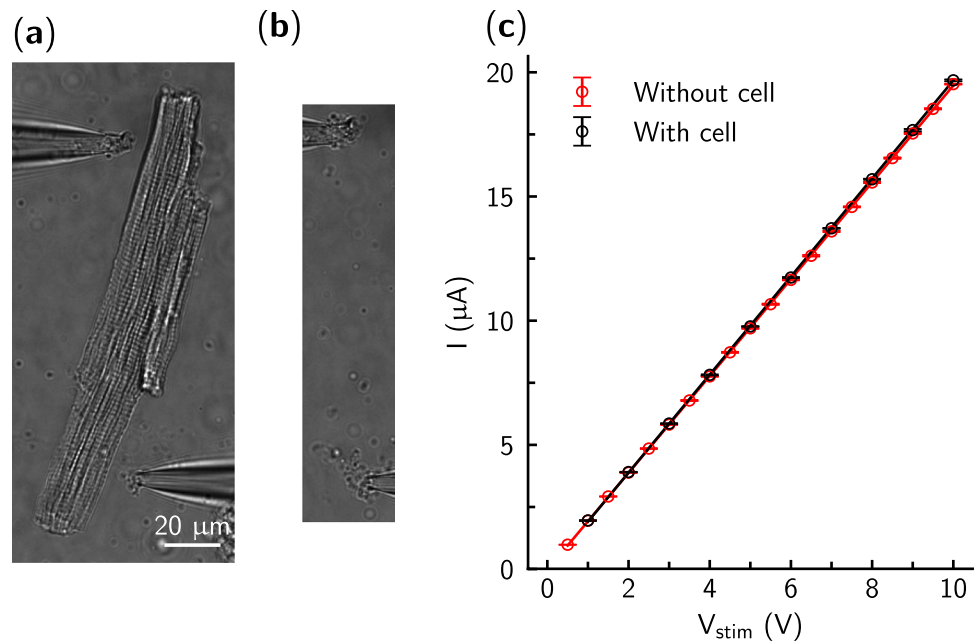 (a)
(b)
(c)
20 μm
Without cell
With cell
I (μA)
20
15
10
5
0
0 2 4 6 8 10
V_stim (V)